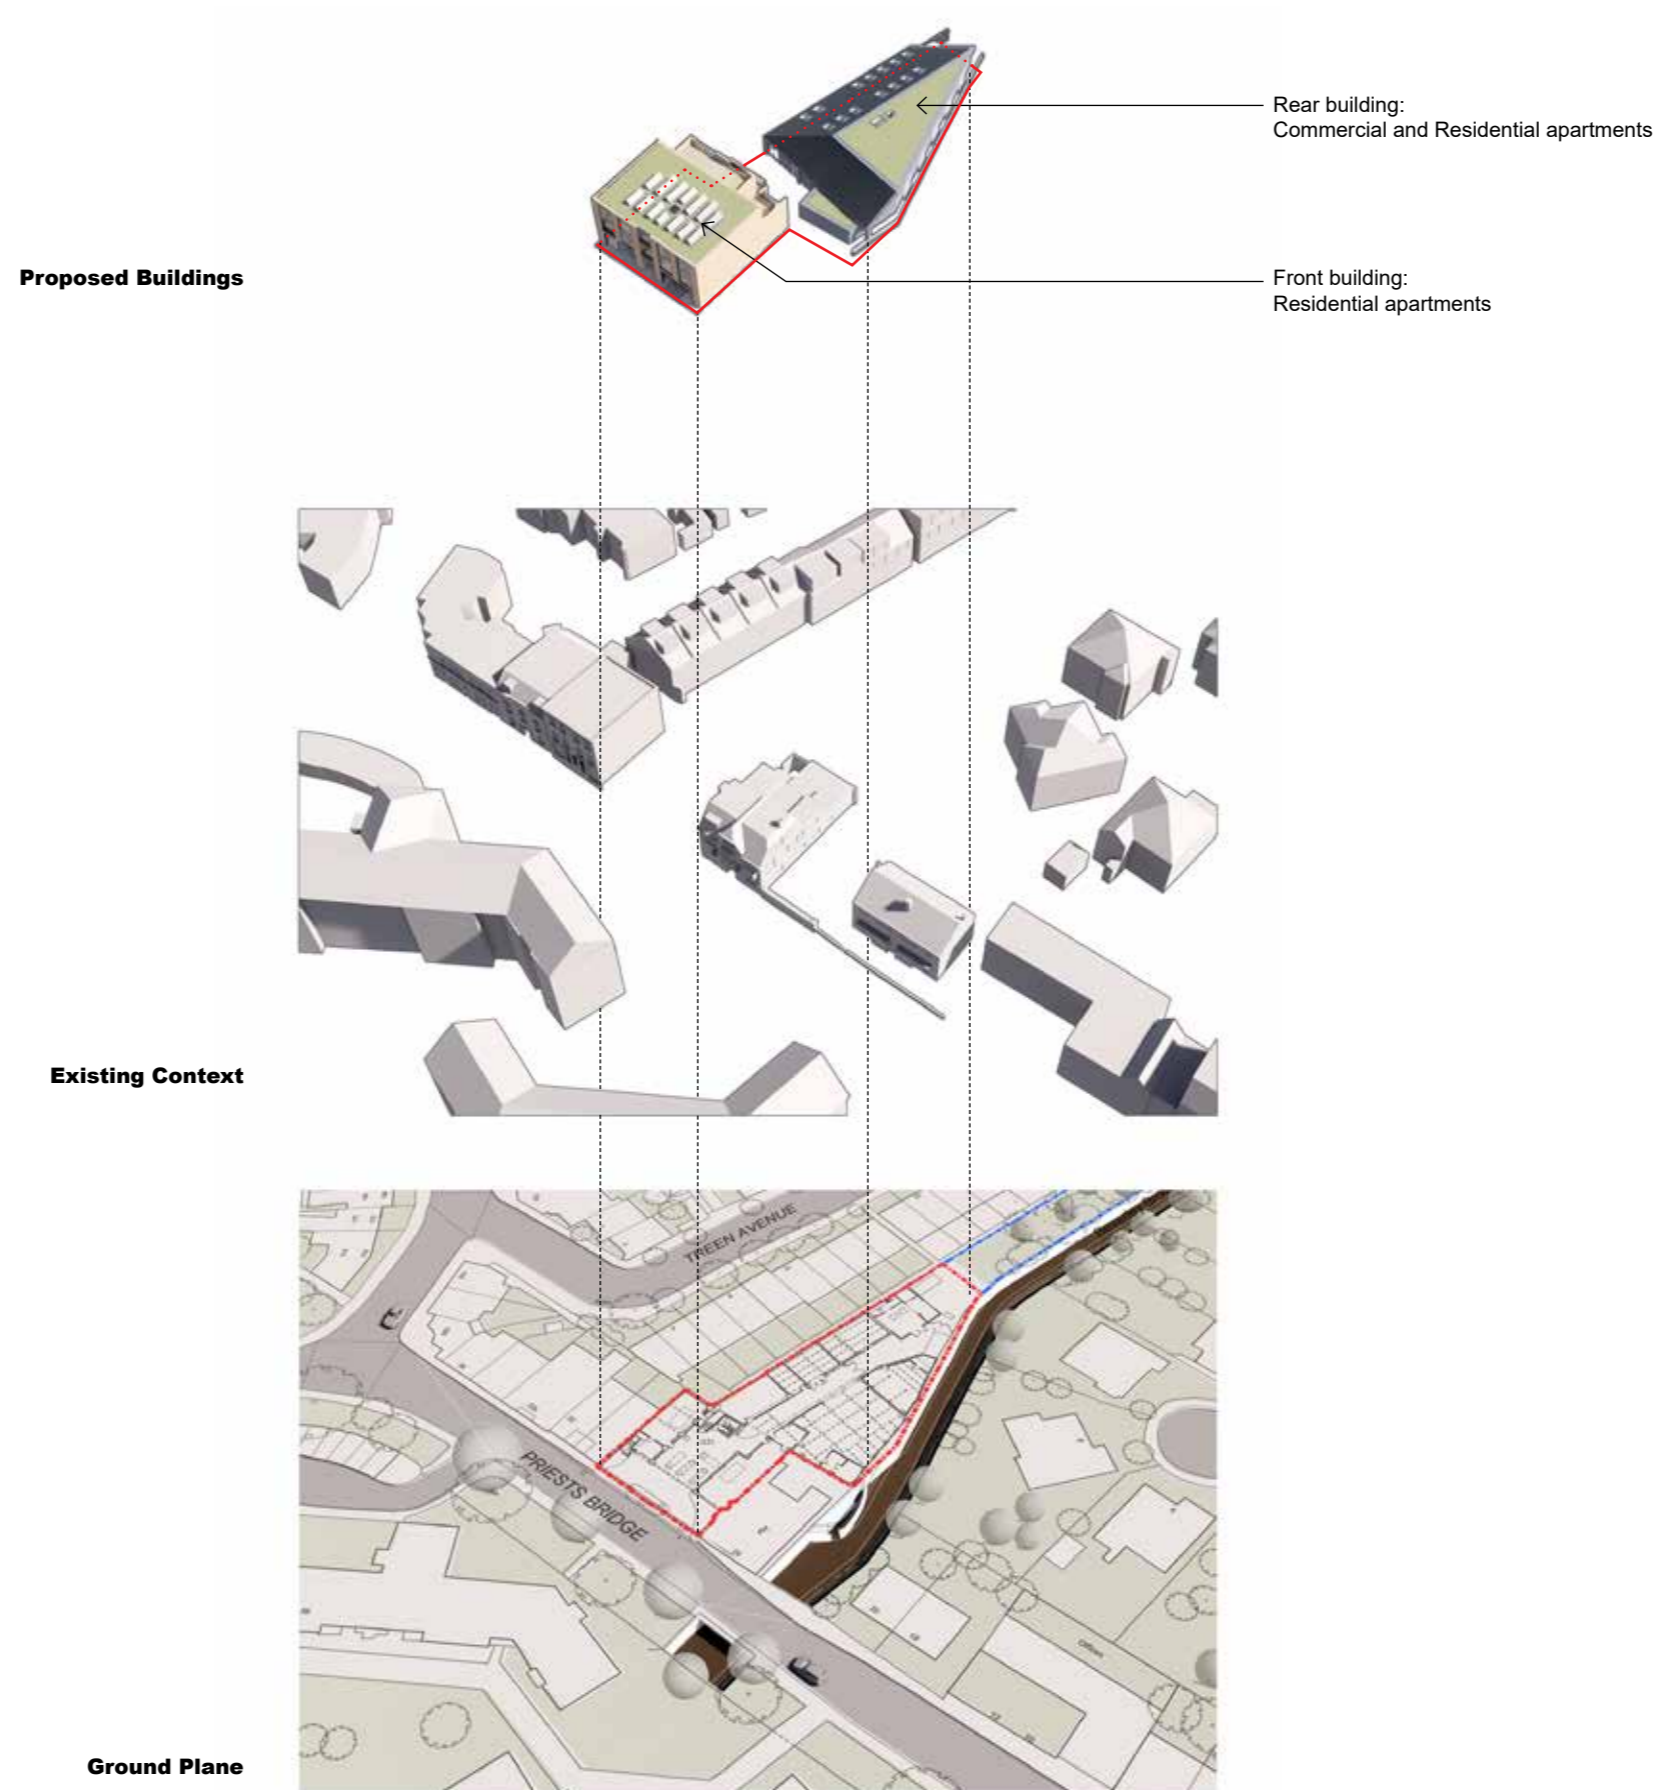 Rear building:
Commercial and Residential apartments
Proposed Buildings
Front building:
Residential apartments
Existing Context
TREEN AVENUE
PRIESTS BRIDGE
Ground Plane